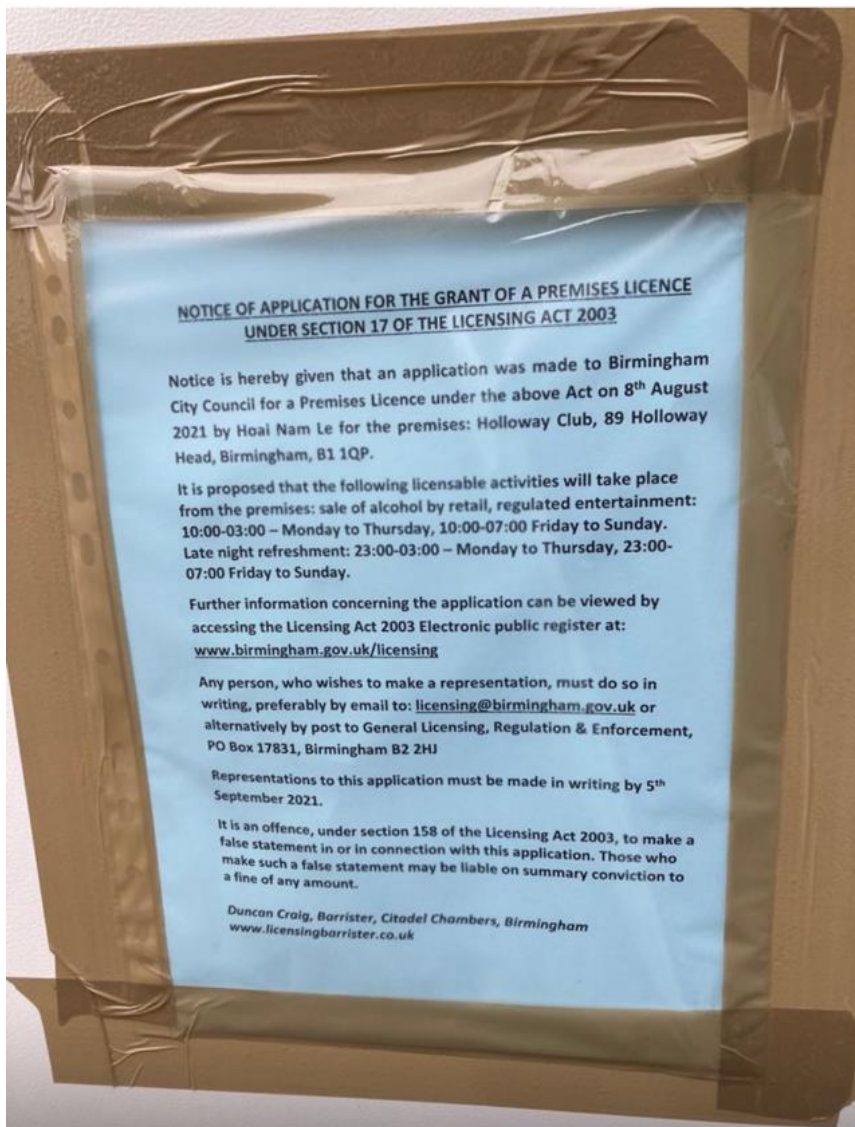 NOTICE OF APPLICATION FOR THE GRANT OF A PREMISES LICENCE
UNDER SECTION 17 OF THE LICENSING ACT 2003
Notice is hereby given that an application was made to Birmingham
City Council for a Premises Licence under the above Act on 8th August
2021 by Hoai Nam Le for the premises: Holloway Club, 89 Holloway
Head, Birmingham, B1 1QP.
It is proposed that the following licensable activities will take place
from the premises: sale of alcohol by retail, regulated entertainment:
10:00-03:00 – Monday to Thursday, 10:00-07:00 Friday to Sunday.
Late night refreshment: 23:00-03:00 – Monday to Thursday, 23:00-
07:00 Friday to Sunday.
Further information concerning the application can be viewed by
accessing the Licensing Act 2003 Electronic public register at:
www.birmingham.gov.uk/licensing
Any person, who wishes to make a representation, must do so in
writing, preferably by email to: licensing@birmingham.gov.uk or
alternatively by post to General Licensing, Regulation & Enforcement,
PO Box 17831, Birmingham B2 2HJ
Representations to this application must be made in writing by 5th
September 2021.
It is an offence, under section 158 of the Licensing Act 2003, to make a
false statement in or in connection with this application. Those who
make such a false statement may be liable on summary conviction to
a fine of any amount.
Duncan Craig, Barrister, Citadel Chambers, Birmingham
www.licensingbarrister.co.uk